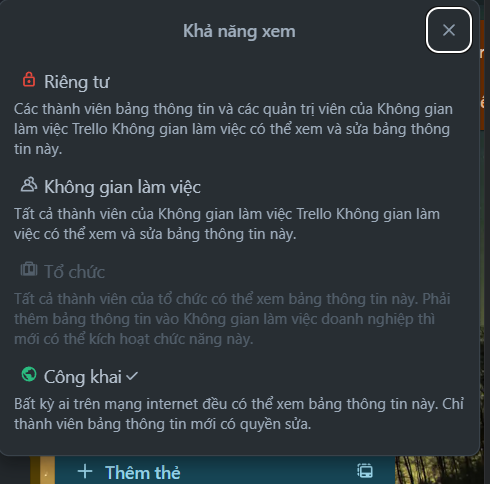 Khả năng xem
Riêng tư
Các thành viên bảng thông tin và các quản trị viên của Không gian
làm việc Trello Không gian làm việc có thể xem và sửa bảng thông
tin này.
Không gian làm việc
Tất cả thành viên của Không gian làm việc Trello Không gian làm
việc có thể xem và sửa bảng thông tin này.
Tổ chức
Tất cả thành viên của tổ chức có thể xem bảng thông tin này. Phải
thêm bảng thông tin vào Không gian làm việc doanh nghiệp thì
mới có thể kích hoạt chức năng này.
Công khai
Bất kỳ ai trên mạng internet đều có thể xem bảng thông tin này. Chỉ
thành viên bảng thông tin mới có quyền sửa.
Thêm thẻ